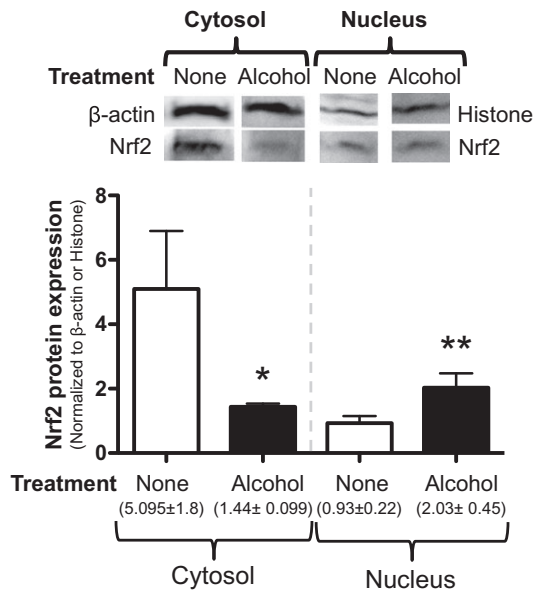 Cytosol Nucleus
Treatment None Alcohol None Alcohol
β-actin Histone
Nrf2 Nrf2
Nrf2 protein expression
(Normalized to β-actin or Histone)
8
6
4
2
0
*
**
Treatment None Alcohol None Alcohol
(5.095±1.8) (1.44± 0.099) (0.93±0.22) (2.03± 0.45)
Cytosol Nucleus